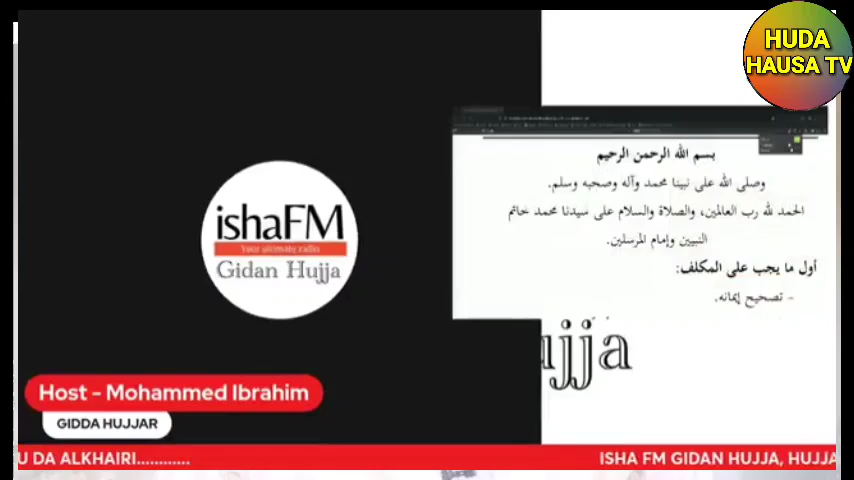 HUDA
HAUSA TV
بسم الله الرحمن الرحيم
وصلى الله على نبينا محمد وآله وصحبه وسلم.
الحمد لله رب العالمين، والصلاة والسلام على سيدنا محمد خاتم
النبيين وإمام المرسلين.
أول ما يجب على المكلف:
- تصحيح إيمانه.
ishaFM
Your ultimate radio
Gidan Hujja
ujja
Host - Mohammed Ibrahim
GIDDA HUJJAR
U DA ALKHAIRI............ ISHA FM GIDAN HUJJA, HUJJA